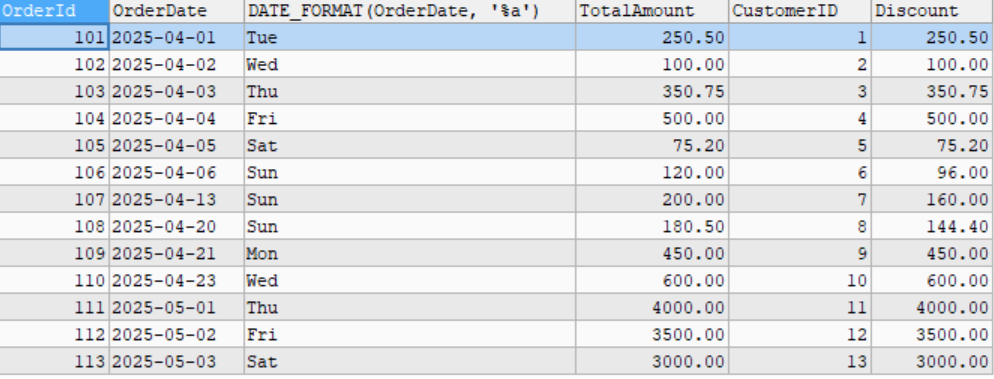 OrderId OrderDate DATE_FORMAT(OrderDate, '%a') TotalAmount CustomerID Discount
101 2025-04-01 Tue 250.50 1 250.50
102 2025-04-02 Wed 100.00 2 100.00
103 2025-04-03 Thu 350.75 3 350.75
104 2025-04-04 Fri 500.00 4 500.00
105 2025-04-05 Sat 75.20 5 75.20
106 2025-04-06 Sun 120.00 6 96.00
107 2025-04-13 Sun 200.00 7 160.00
108 2025-04-20 Sun 180.50 8 144.40
109 2025-04-21 Mon 450.00 9 450.00
110 2025-04-23 Wed 600.00 10 600.00
111 2025-05-01 Thu 4000.00 11 4000.00
112 2025-05-02 Fri 3500.00 12 3500.00
113 2025-05-03 Sat 3000.00 13 3000.00